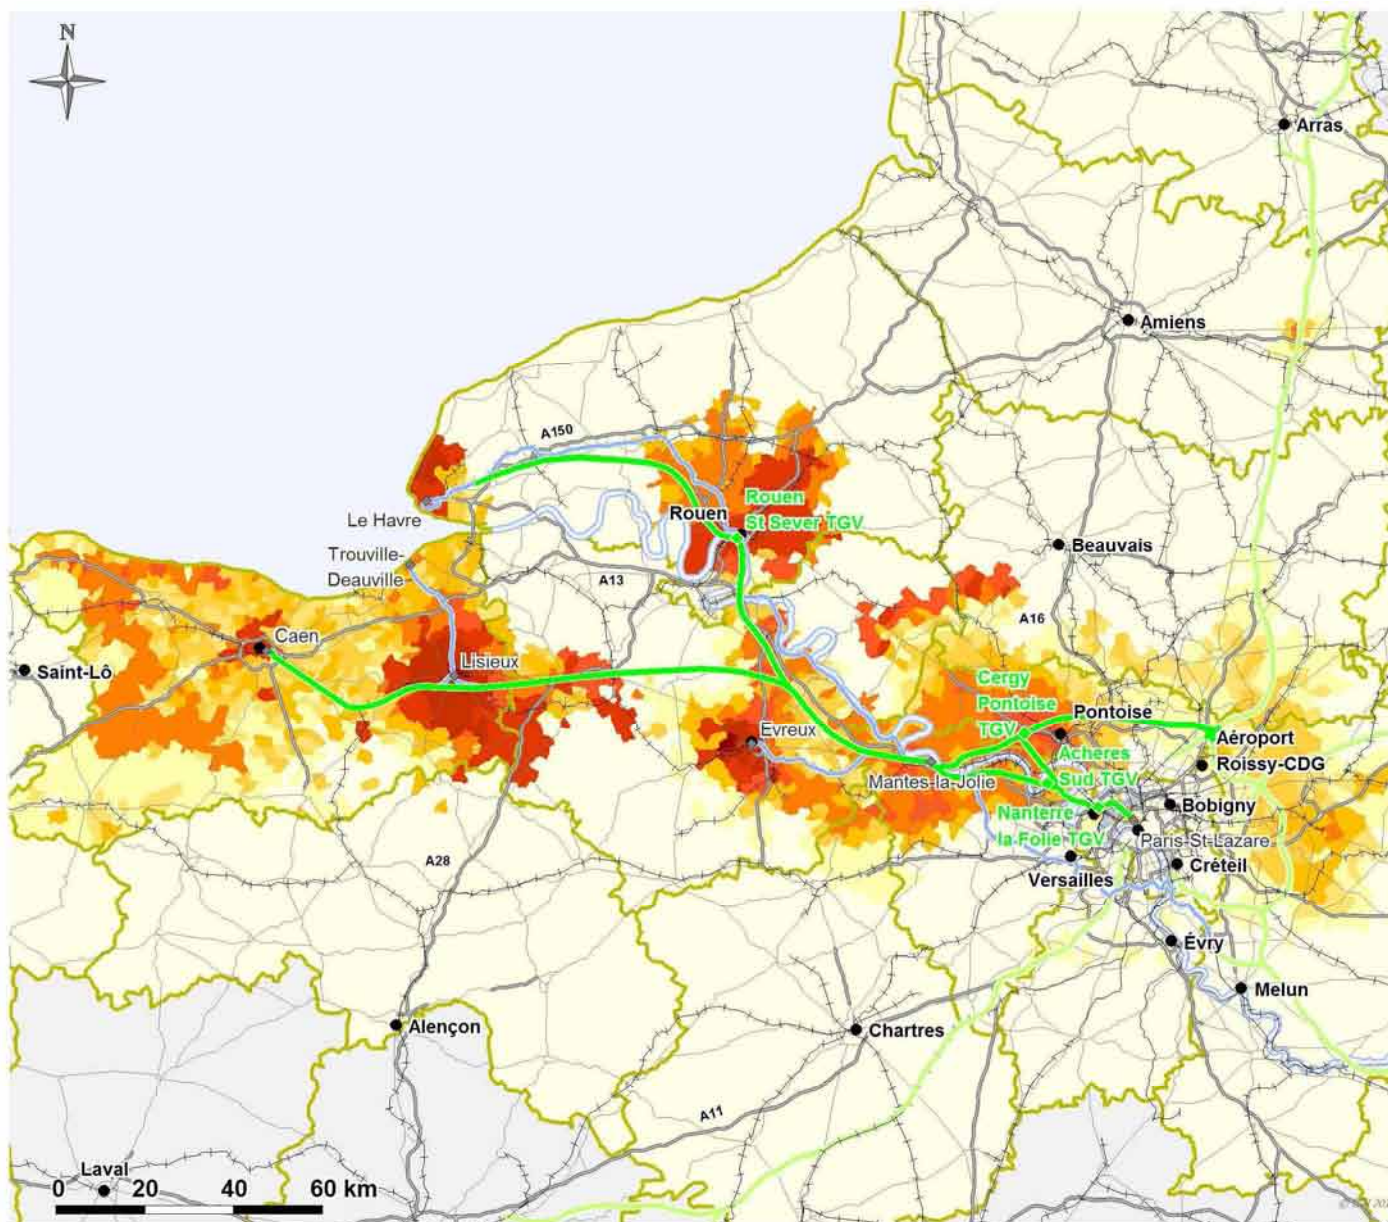 N
Arras
Amiens
A150
Rouen
St Sever TGV
Rouen
Le Havre
Trouville-
Deauville
A13
Beauvais
A16
Caen
Lisieux
Saint-Lô
Cergy
Pontoise
TGV
Pontoise
Evreux
Aéroport
Roissy-CDG
Acheres
Sud TGV
Mantes-la-Jolie
Bobigny
Nanterre
la Folie TGV
Paris-St-Lazare
Créteil
Versailles
A28
Évry
Melun
Alençon
Chartres
A11
Laval
0 20 40 60 km